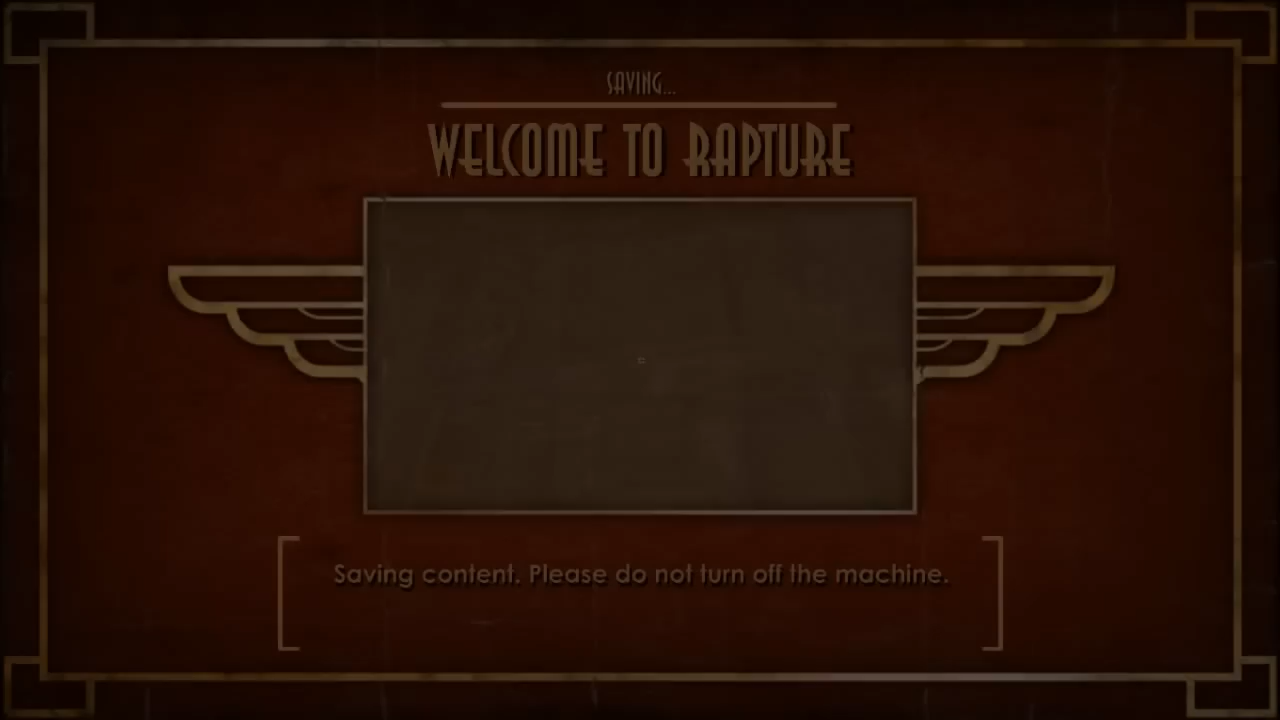 SAVING...
WELCOME TO RAPTURE
Saving content. Please do not turn off the machine.